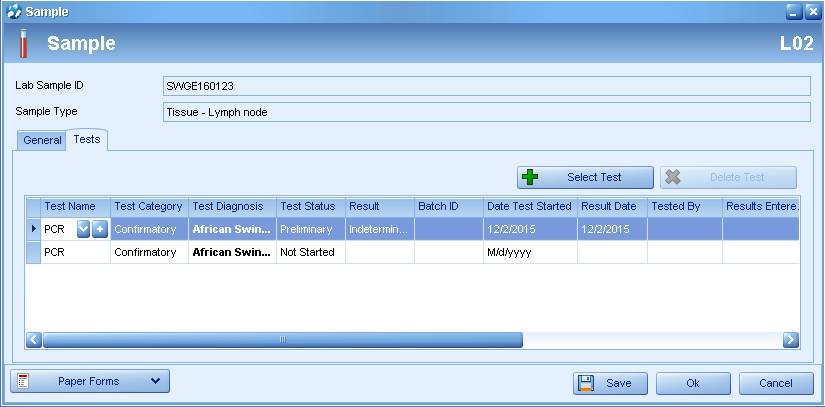 Sample
Sample L02
Lab Sample ID SWGE160123
Sample Type Tissue - Lymph node
General Tests
Select Test Delete Test
Test Name Test Category Test Diagnosis Test Status Result Batch ID Date Test Started Result Date Tested By Results Entere...
PCR Confirmatory African Swin... Preliminary Indetermin... 12/2/2015 12/2/2015
PCR Confirmatory African Swin... Not Started M/d/yyyy
Paper Forms Save Ok Cancel